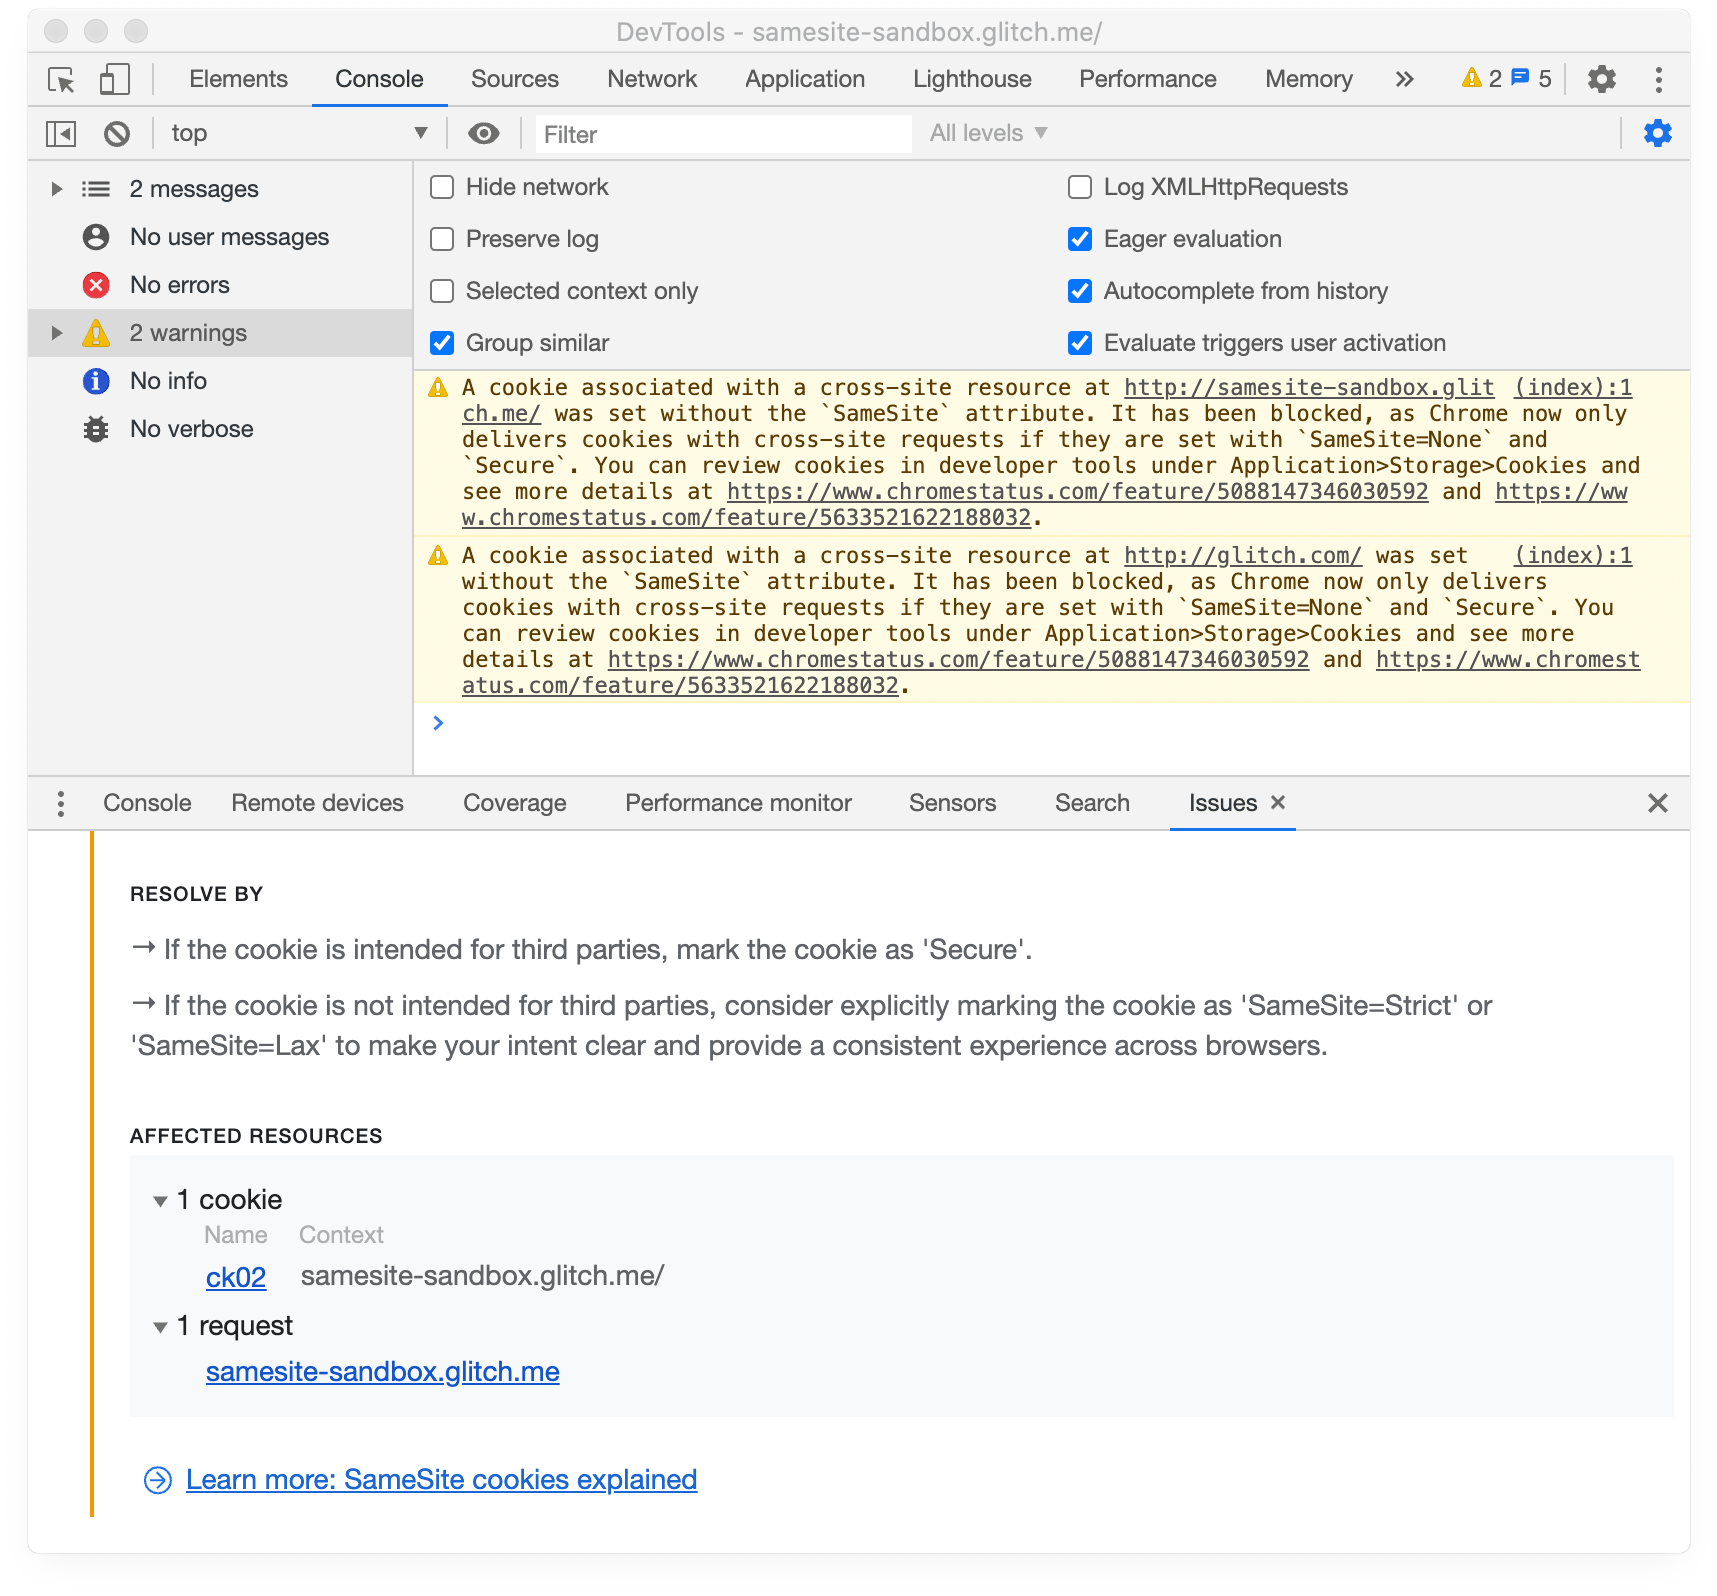 DevTools - samesite-sandbox.glitch.me/
Elements Console Sources Network Application Lighthouse Performance Memory » 2 5
top Filter All levels
2 messages
No user messages
No errors
2 warnings
No info
No verbose
Hide network Log XMLHttpRequests
Preserve log Eager evaluation
Selected context only Autocomplete from history
Group similar Evaluate triggers user activation
A cookie associated with a cross-site resource at http://samesite-sandbox.glit (index):1
ch.me/ was set without the `SameSite` attribute. It has been blocked, as Chrome now only
delivers cookies with cross-site requests if they are set with `SameSite=None` and
`Secure`. You can review cookies in developer tools under Application>Storage>Cookies and
see more details at https://www.chromestatus.com/feature/5088147346030592 and https://ww
w.chromestatus.com/feature/5633521622188032.
A cookie associated with a cross-site resource at http://glitch.com/ was set (index):1
without the `SameSite` attribute. It has been blocked, as Chrome now only delivers
cookies with cross-site requests if they are set with `SameSite=None` and `Secure`. You
can review cookies in developer tools under Application>Storage>Cookies and see more
details at https://www.chromestatus.com/feature/5088147346030592 and https://www.chromest
atus.com/feature/5633521622188032.
Console Remote devices Coverage Performance monitor Sensors Search Issues
RESOLVE BY
→ If the cookie is intended for third parties, mark the cookie as 'Secure'.
→ If the cookie is not intended for third parties, consider explicitly marking the cookie as 'SameSite=Strict' or
'SameSite=Lax' to make your intent clear and provide a consistent experience across browsers.
AFFECTED RESOURCES
1 cookie
Name Context
ck02 samesite-sandbox.glitch.me/
1 request
samesite-sandbox.glitch.me
Learn more: SameSite cookies explained